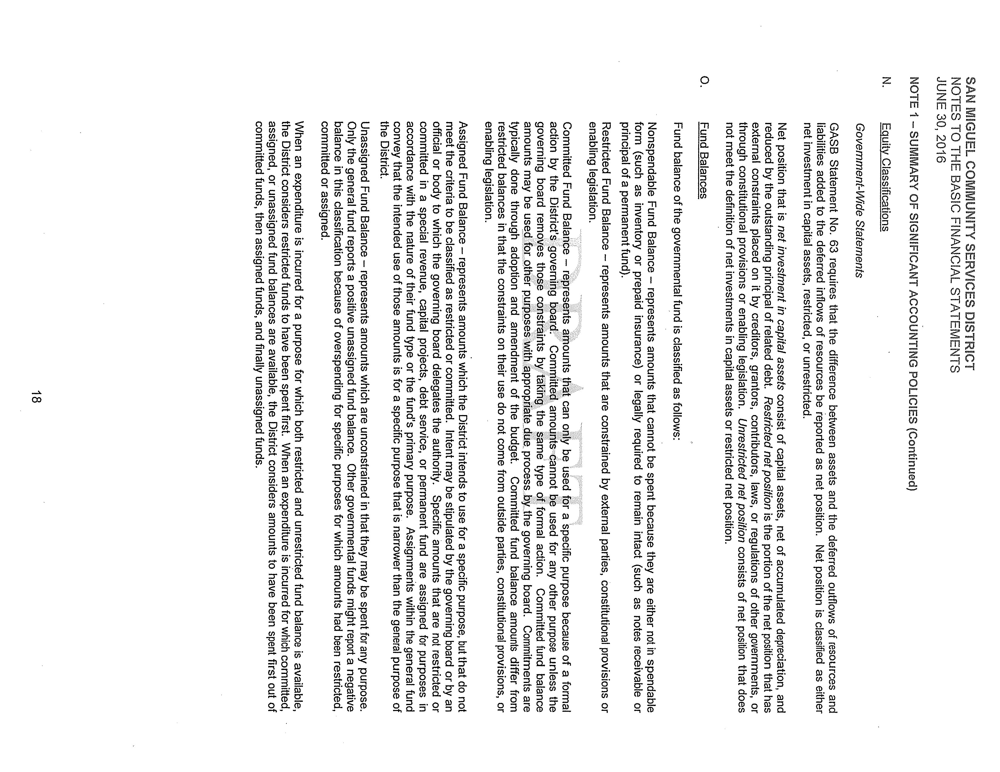 SAN MIGUEL COMMUNITY SERVICES DISTRICT
NOTES TO THE BASIC FINANCIAL STATEMENTS
JUNE 30, 2016
NOTE 1 – SUMMARY OF SIGNIFICANT ACCOUNTING POLICIES (Continued)
N. Equity Classifications
Government-Wide Statements
GASB Statement No. 63 requires that the difference between assets and the deferred outflows of resources and
liabilities added to the deferred inflows of resources be reported as net position. Net position is classified as either
net investment in capital assets, restricted, or unrestricted.
Net position that is net investment in capital assets consist of capital assets, net of accumulated depreciation, and
reduced by the outstanding principal of related debt. Restricted net position is the portion of the net position that has
external constraints placed on it by creditors, grantors, contributors, laws, or regulations of other governments, or
through constitutional provisions or enabling legislation. Unrestricted net position consists of net position that does
not meet the definition of net investments in capital assets or restricted net position.
O. Fund Balances
Fund balance of the governmental fund is classified as follows:
Nonspendable Fund Balance – represents amounts that cannot be spent because they are either not in spendable
form (such as inventory or prepaid insurance) or legally required to remain intact (such as notes receivable or
principal of a permanent fund).
Restricted Fund Balance – represents amounts that are constrained by external parties, constitutional provisions or
enabling legislation.
Committed Fund Balance – represents amounts that can only be used for a specific purpose because of a formal
action by the District's governing board. Committed amounts cannot be used for any other purpose unless the
governing board removes those constraints by taking the same type of formal action. Committed fund balance
amounts may be used for other purposes with appropriate due process by the governing board. Commitments are
typically done through adoption and amendment of the budget. Committed fund balance amounts differ from
restricted balances in that the constraints on their use do not come from outside parties, constitutional provisions, or
enabling legislation.
DRAFT
Assigned Fund Balance – represents amounts which the District intends to use for a specific purpose, but that do not
meet the criteria to be classified as restricted or committed. Intent may be stipulated by the governing board or by an
official or body to which the governing board delegates the authority. Specific amounts that are not restricted or
committed in a special revenue, capital projects, debt service, or permanent fund are assigned for purposes in
accordance with the nature of their fund type or the fund's primary purpose. Assignments within the general fund
convey that the intended use of those amounts is for a specific purpose that is narrower than the general purpose of
the District.
Unassigned Fund Balance – represents amounts which are unconstrained in that they may be spent for any purpose.
Only the general fund reports a positive unassigned fund balance. Other governmental funds might report a negative
balance in this classification because of overspending for specific purposes for which amounts had been restricted,
committed or assigned.
When an expenditure is incurred for a purpose for which both restricted and unrestricted fund balance is available,
the District considers restricted funds to have been spent first. When an expenditure is incurred for which committed,
assigned, or unassigned fund balances are available, the District considers amounts to have been spent first out of
committed funds, then assigned funds, and finally unassigned funds.
18